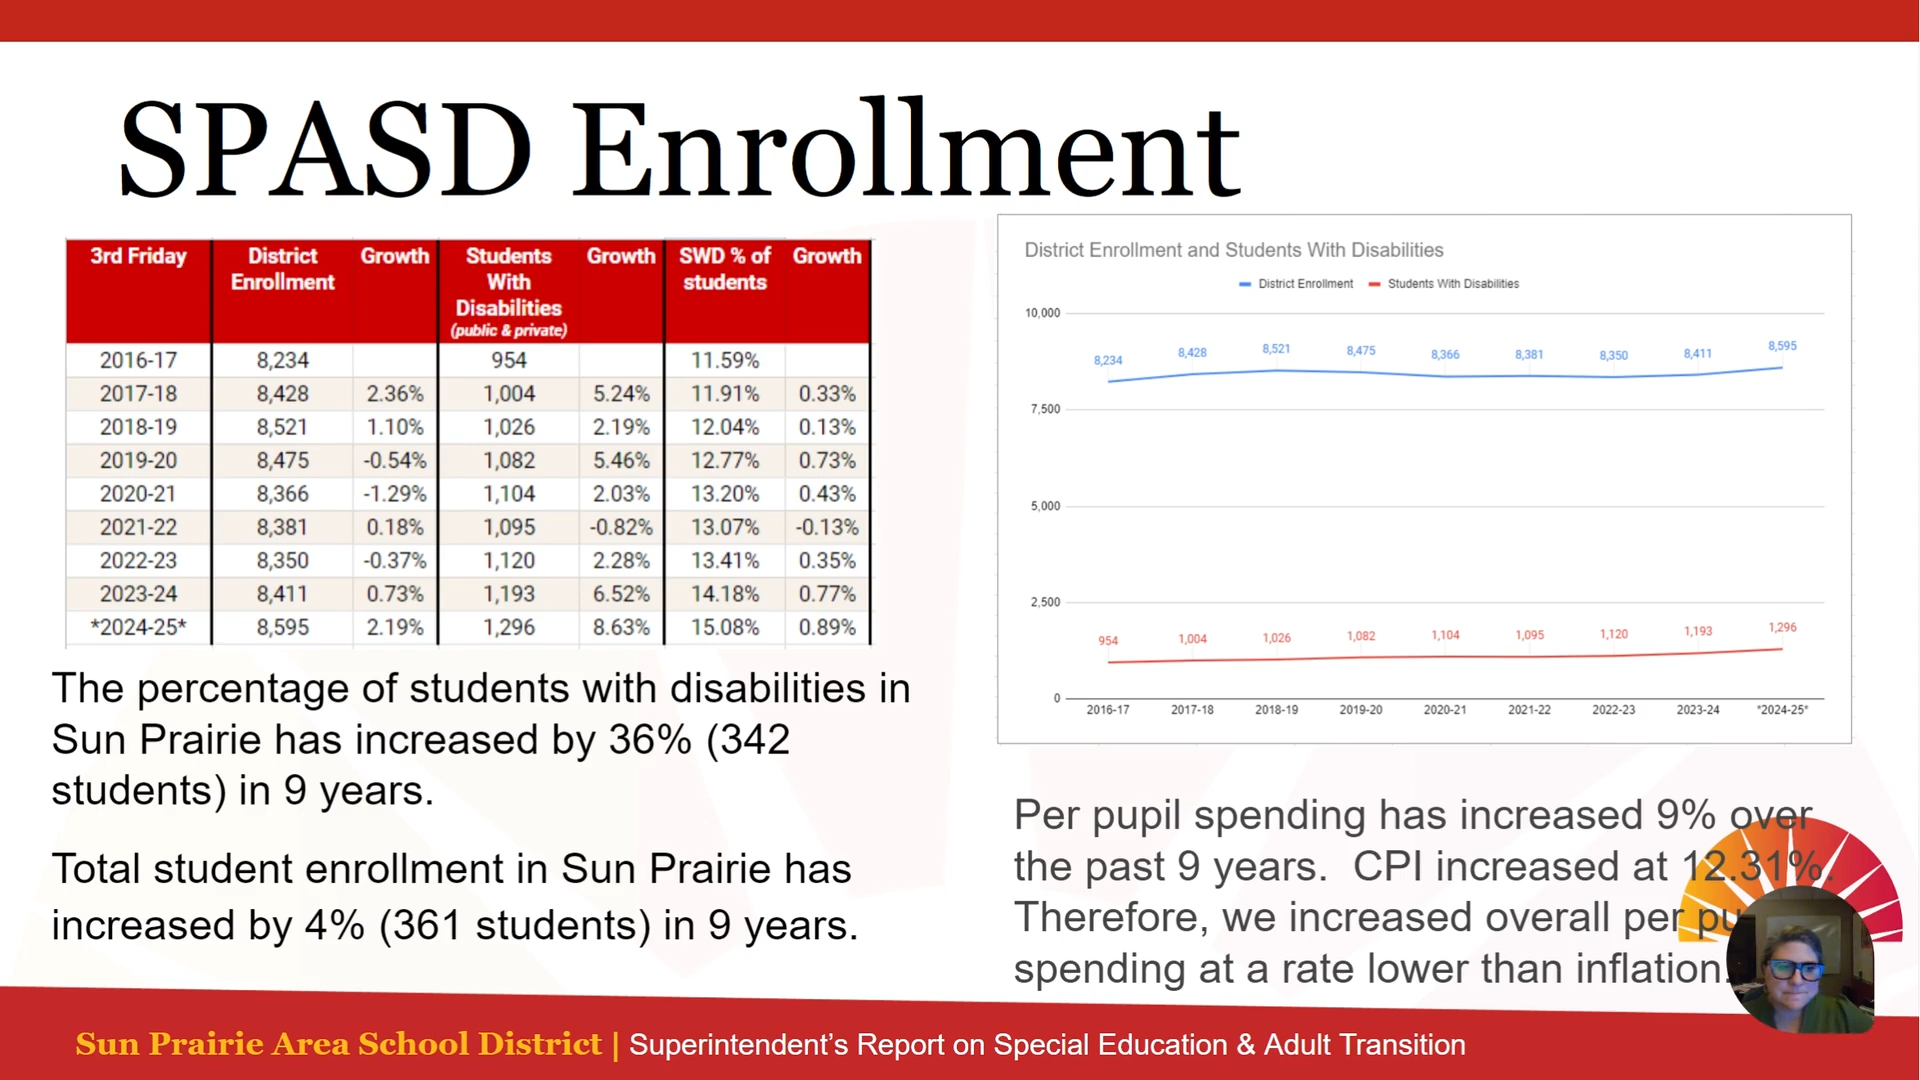 SPASD Enrollment
3rd Friday District Enrollment Growth Students With Disabilities (public & private) Growth SWD % of students Growth
2016-17 8,234 954 11.59%
2017-18 8,428 2.36% 1,004 5.24% 11.91% 0.33%
2018-19 8,521 1.10% 1,026 2.19% 12.04% 0.13%
2019-20 8,475 -0.54% 1,082 5.46% 12.77% 0.73%
2020-21 8,366 -1.29% 1,104 2.03% 13.20% 0.43%
2021-22 8,381 0.18% 1,095 -0.82% 13.07% -0.13%
2022-23 8,350 -0.37% 1,120 2.28% 13.41% 0.35%
2023-24 8,411 0.73% 1,193 6.52% 14.18% 0.77%
*2024-25* 8,595 2.19% 1,296 8.63% 15.08% 0.89%
The percentage of students with disabilities in
Sun Prairie has increased by 36% (342
students) in 9 years.
Total student enrollment in Sun Prairie has
increased by 4% (361 students) in 9 years.
District Enrollment and Students With Disabilities
District Enrollment Students With Disabilities
10,000
8,234 8,428 8,521 8,475 8,366 8,381 8,350 8,411 8,595
7,500
5,000
2,500
954 1,004 1,026 1,082 1,104 1,095 1,120 1,193 1,296
0
2016-17 2017-18 2018-19 2019-20 2020-21 2021-22 2022-23 2023-24 *2024-25*
Per pupil spending has increased 9% over
the past 9 years. CPI increased at 12.31%.
Therefore, we increased overall per
spending at a rate lower than inflation.
Sun Prairie Area School District | Superintendent's Report on Special Education & Adult Transition